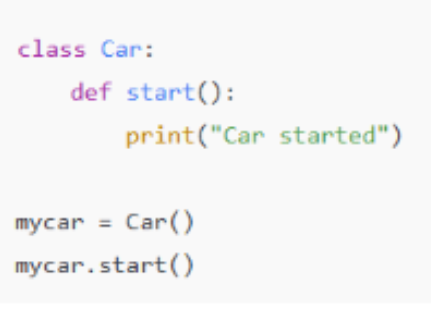 class Car:
    def start():
        print("Car started")

mycar = Car()
mycar.start()